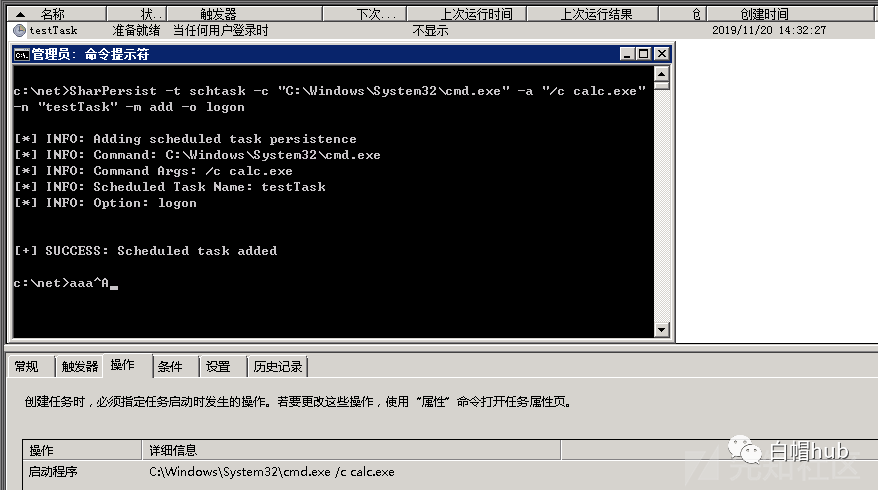 名称 状.. 触发器 下次... 上次运行时间 上次运行结果 仓 创建时间
testTask 准备就绪 当任何用户登录时 不显示 2019/11/20 14:32:27
管理员: 命令提示符
c:\net>SharPersist -t schtask -c "C:\Windows\System32\cmd.exe" -a "/c calc.exe"
-n "testTask" -m add -o logon
[*] INFO: Adding scheduled task persistence
[*] INFO: Command: C:\Windows\System32\cmd.exe
[*] INFO: Command Args: /c calc.exe
[*] INFO: Scheduled Task Name: testTask
[*] INFO: Option: logon
[+] SUCCESS: Scheduled task added
c:\net>aaa^A_
常规 触发器 操作 条件 设置 历史记录
创建任务时，必须指定任务启动时发生的操作。若要更改这些操作，使用“属性”命令打开任务属性页。
操作 详细信息
启动程序 C:\Windows\System32\cmd.exe /c calc.exe
白帽hub
先知社区